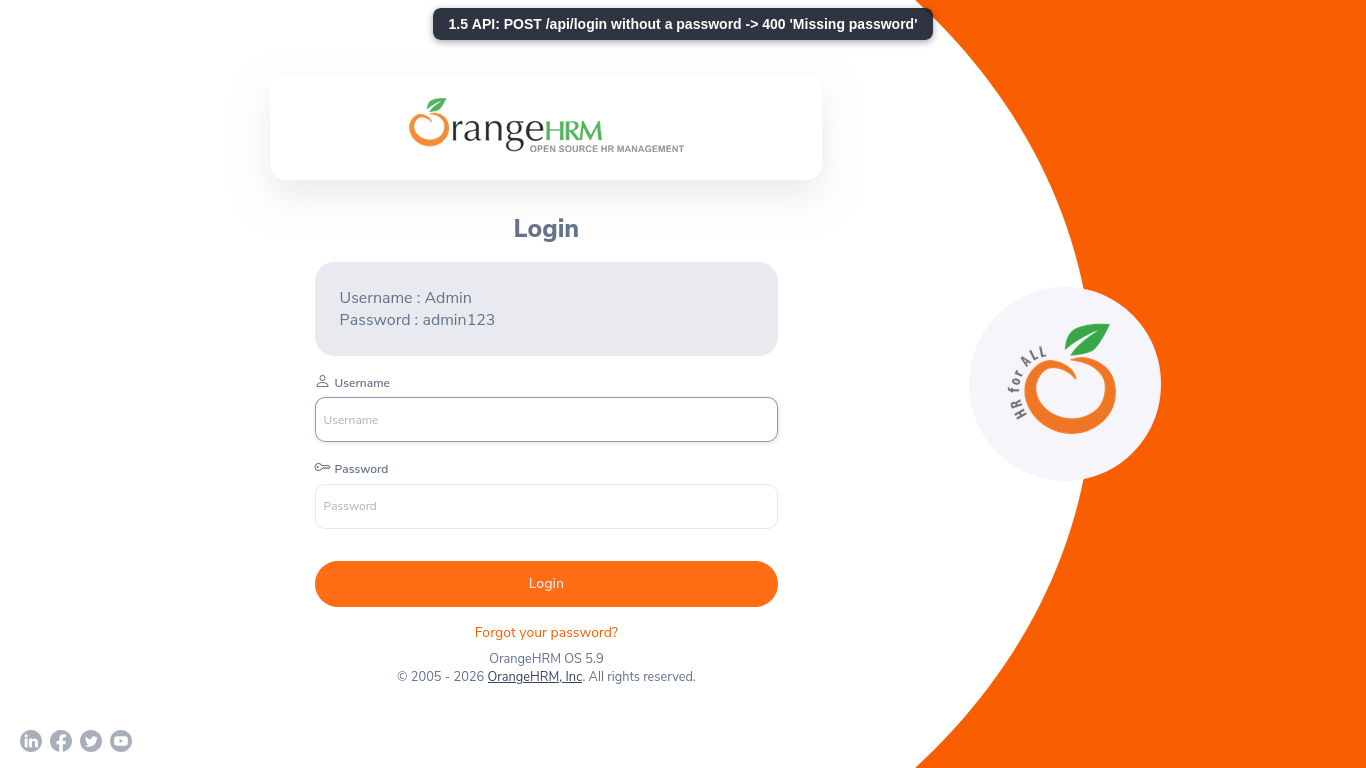 1.5 API: POST /api/login without a password -> 400 'Missing password'
OrangeHRM
OPEN SOURCE HR MANAGEMENT
Login
Username : Admin
Password : admin123
Username
Username
Password
Password
Login
Forgot your password?
OrangeHRM OS 5.9
© 2005 - 2026 OrangeHRM, Inc. All rights reserved.
HR for ALL